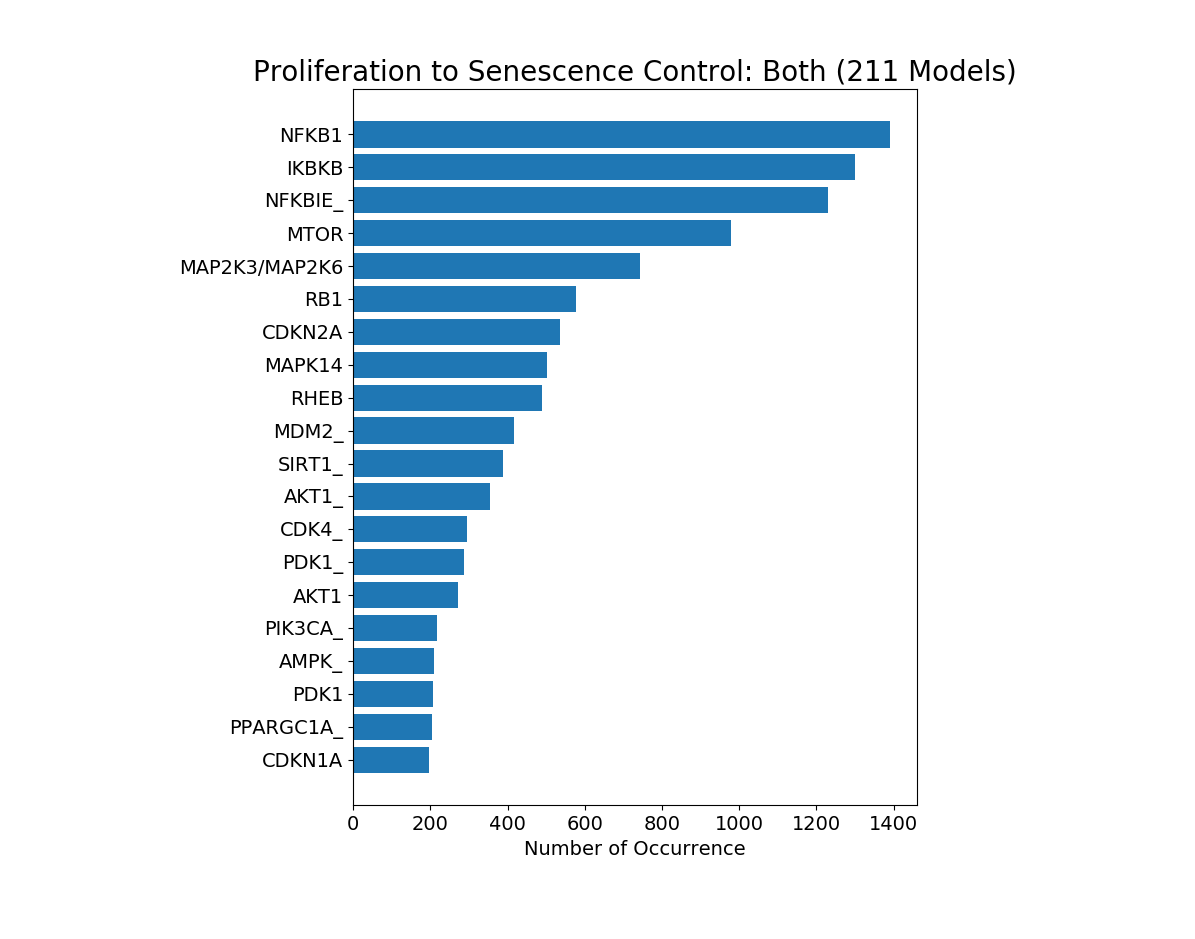 Proliferation to Senescence Control: Both (211 Models)
NFKB1
IKBKB
NFKBIE_
MTOR
MAP2K3/MAP2K6
RB1
CDKN2A
MAPK14
RHEB
MDM2_
SIRT1_
AKT1_
CDK4_
PDK1_
AKT1
PIK3CA_
AMPK_
PDK1
PPARGC1A_
CDKN1A
0 200 400 600 800 1000 1200 1400
Number of Occurrence